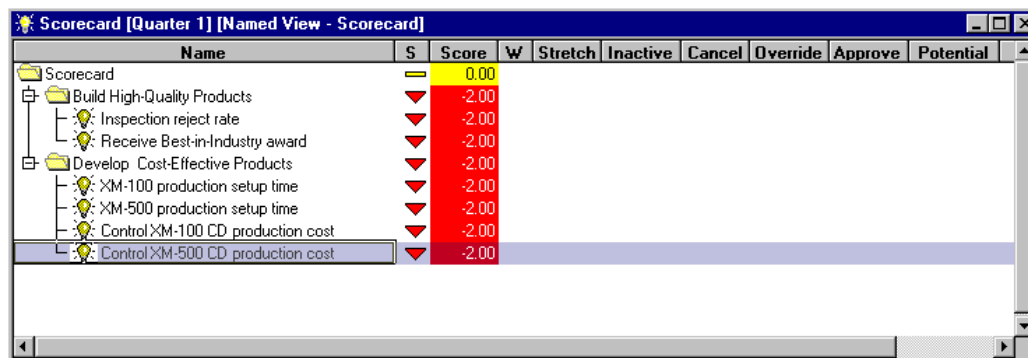 Scorecard [Quarter 1] [Named View - Scorecard]
Name S Score W Stretch Inactive Cancel Override Approve Potential
Scorecard 0.00
Build High-Quality Products -2.00
Inspection reject rate -2.00
Receive Best-in-Industry award -2.00
Develop Cost-Effective Products -2.00
XM-100 production setup time -2.00
XM-500 production setup time -2.00
Control XM-100 CD production cost -2.00
Control XM-500 CD production cost -2.00